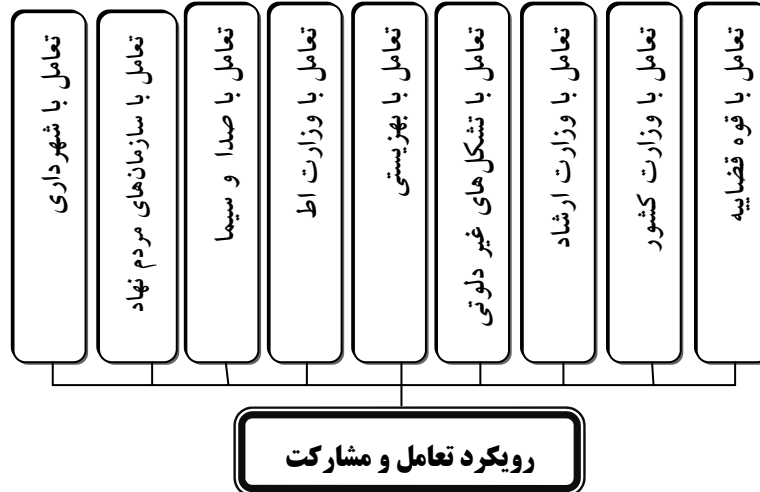 تعامل با قوه قضاییه
تعامل با وزارت کشور
تعامل با وزارت ارشاد
تعامل با تشکل‌های غیر دلوتی
تعامل با بهزیستی
تعامل با وزارت اط
تعامل با صدا و سیما
تعامل با سازمان‌های مردم نهاد
تعامل با شهرداری
رویکرد تعامل و مشارکت